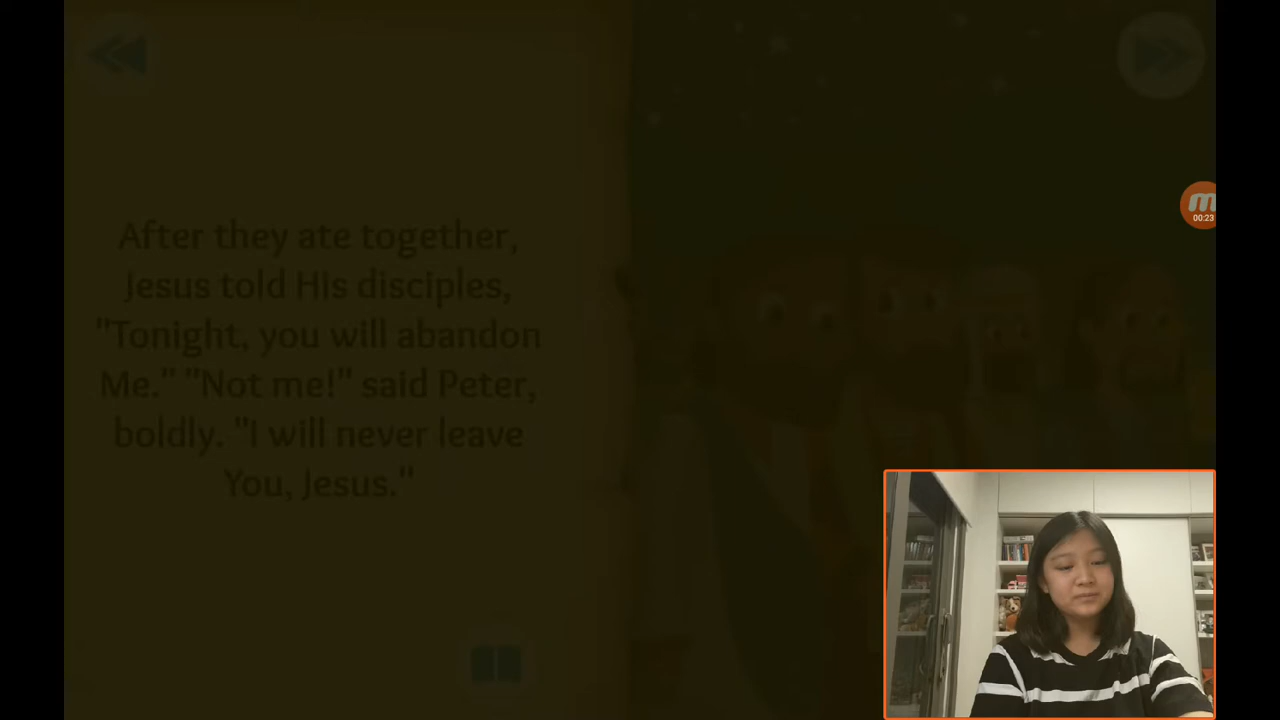 After they ate together,
Jesus told His disciples,
"Tonight, you will abandon
Me." "Not me!" said Peter,
boldly. "I will never leave
You, Jesus."
00:23